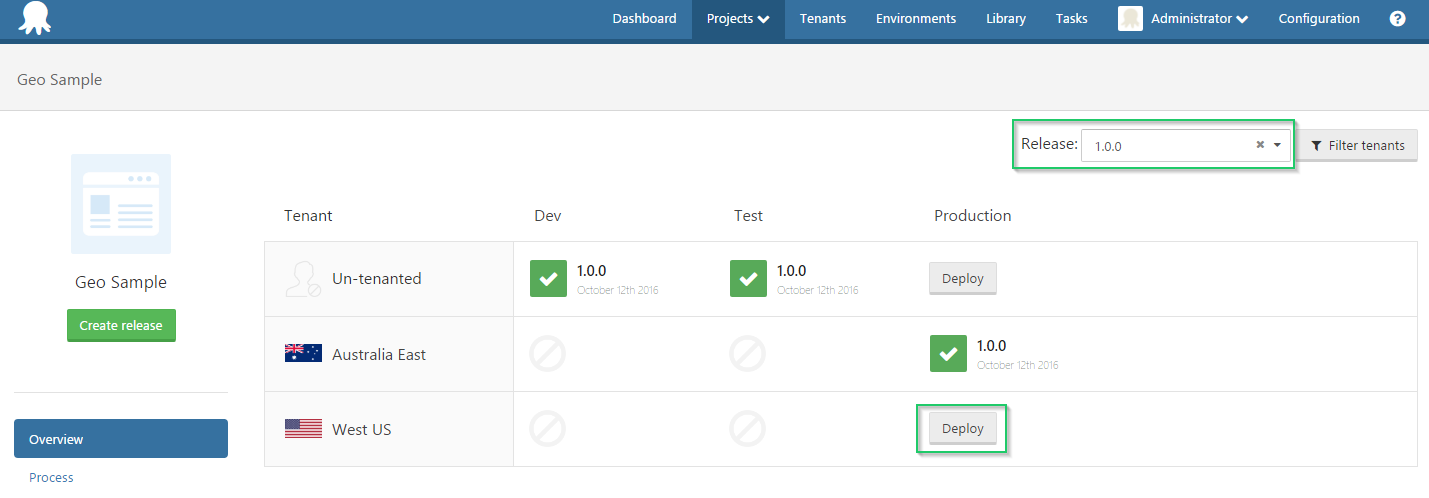 Dashboard Projects Tenants Environments Library Tasks Administrator Configuration ?
Geo Sample
Release: 1.0.0 Filter tenants
Tenant Dev Test Production
Un-tenanted 1.0.0 October 12th 2016 1.0.0 October 12th 2016 Deploy
Geo Sample
Create release
Australia East 1.0.0 October 12th 2016
West US Deploy
Overview
Process